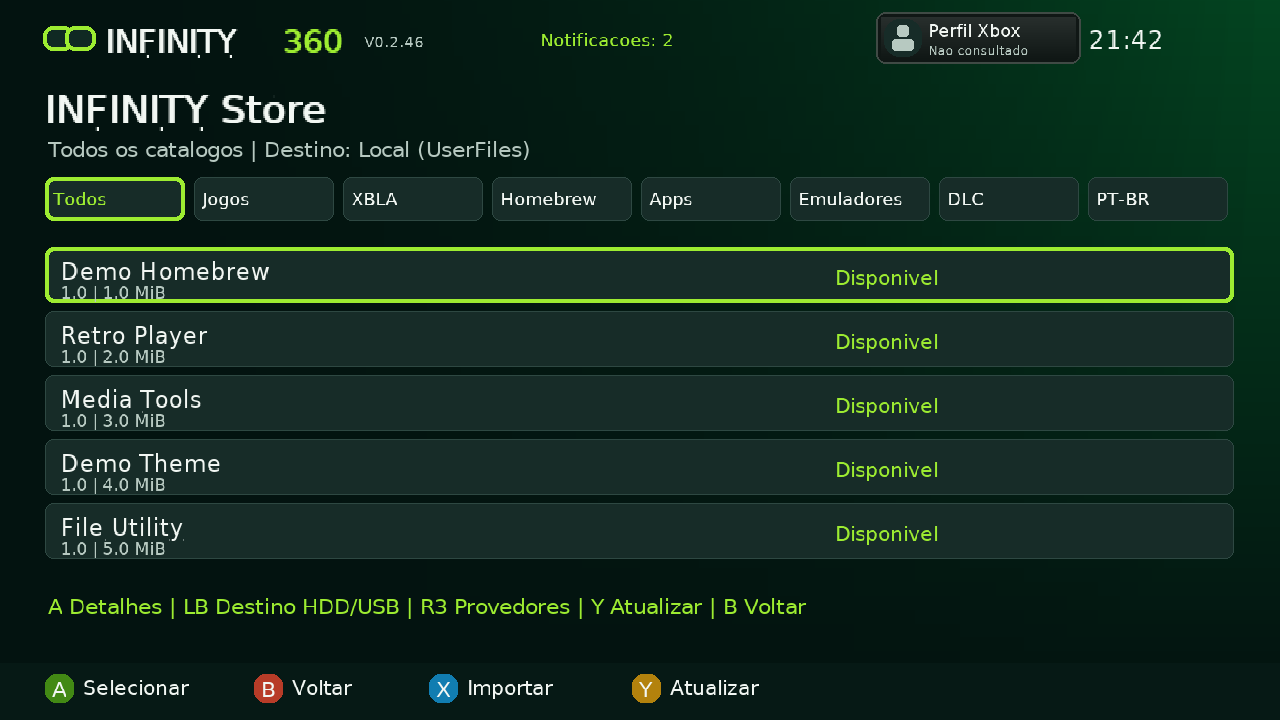 INFINITY 360 V0.2.46 Notificacoes: 2 Perfil Xbox 21:42
Nao consultado
INFINITY Store
Todos os catalogos | Destino: Local (UserFiles)
Todos Jogos XBLA Homebrew Apps Emuladores DLC PT-BR
Demo Homebrew Disponivel
1.0 | 1.0 MiB
Retro Player Disponivel
1.0 | 2.0 MiB
Media Tools Disponivel
1.0 | 3.0 MiB
Demo Theme Disponivel
1.0 | 4.0 MiB
File Utility Disponivel
1.0 | 5.0 MiB
A Detalhes | LB Destino HDD/USB | R3 Provedores | Y Atualizar | B Voltar
A Selecionar B Voltar X Importar Y Atualizar